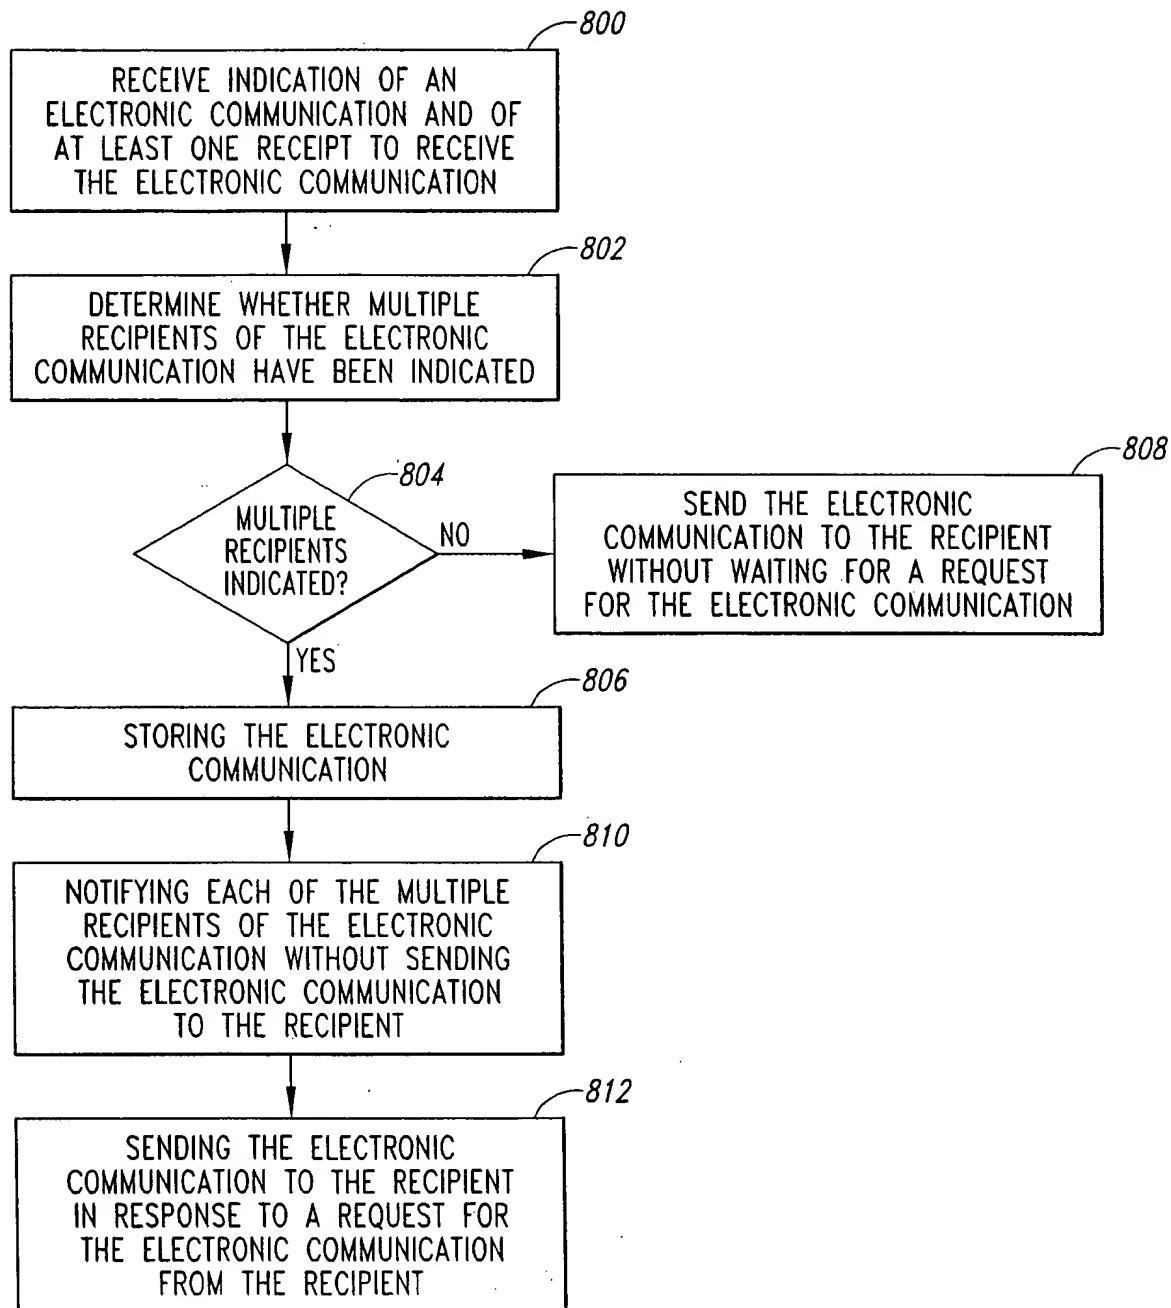 800
RECEIVE INDICATION OF AN
ELECTRONIC COMMUNICATION AND OF
AT LEAST ONE RECEIPT TO RECEIVE
THE ELECTRONIC COMMUNICATION
802
DETERMINE WHETHER MULTIPLE
RECIPIENTS OF THE ELECTRONIC
COMMUNICATION HAVE BEEN INDICATED
804
MULTIPLE
RECIPIENTS
INDICATED?
NO
808
SEND THE ELECTRONIC
COMMUNICATION TO THE RECIPIENT
WITHOUT WAITING FOR A REQUEST
FOR THE ELECTRONIC COMMUNICATION
YES
806
STORING THE ELECTRONIC
COMMUNICATION
810
NOTIFYING EACH OF THE MULTIPLE
RECIPIENTS OF THE ELECTRONIC
COMMUNICATION WITHOUT SENDING
THE ELECTRONIC COMMUNICATION
TO THE RECIPIENT
812
SENDING THE ELECTRONIC
COMMUNICATION TO THE RECIPIENT
IN RESPONSE TO A REQUEST FOR
THE ELECTRONIC COMMUNICATION
FROM THE RECIPIENT